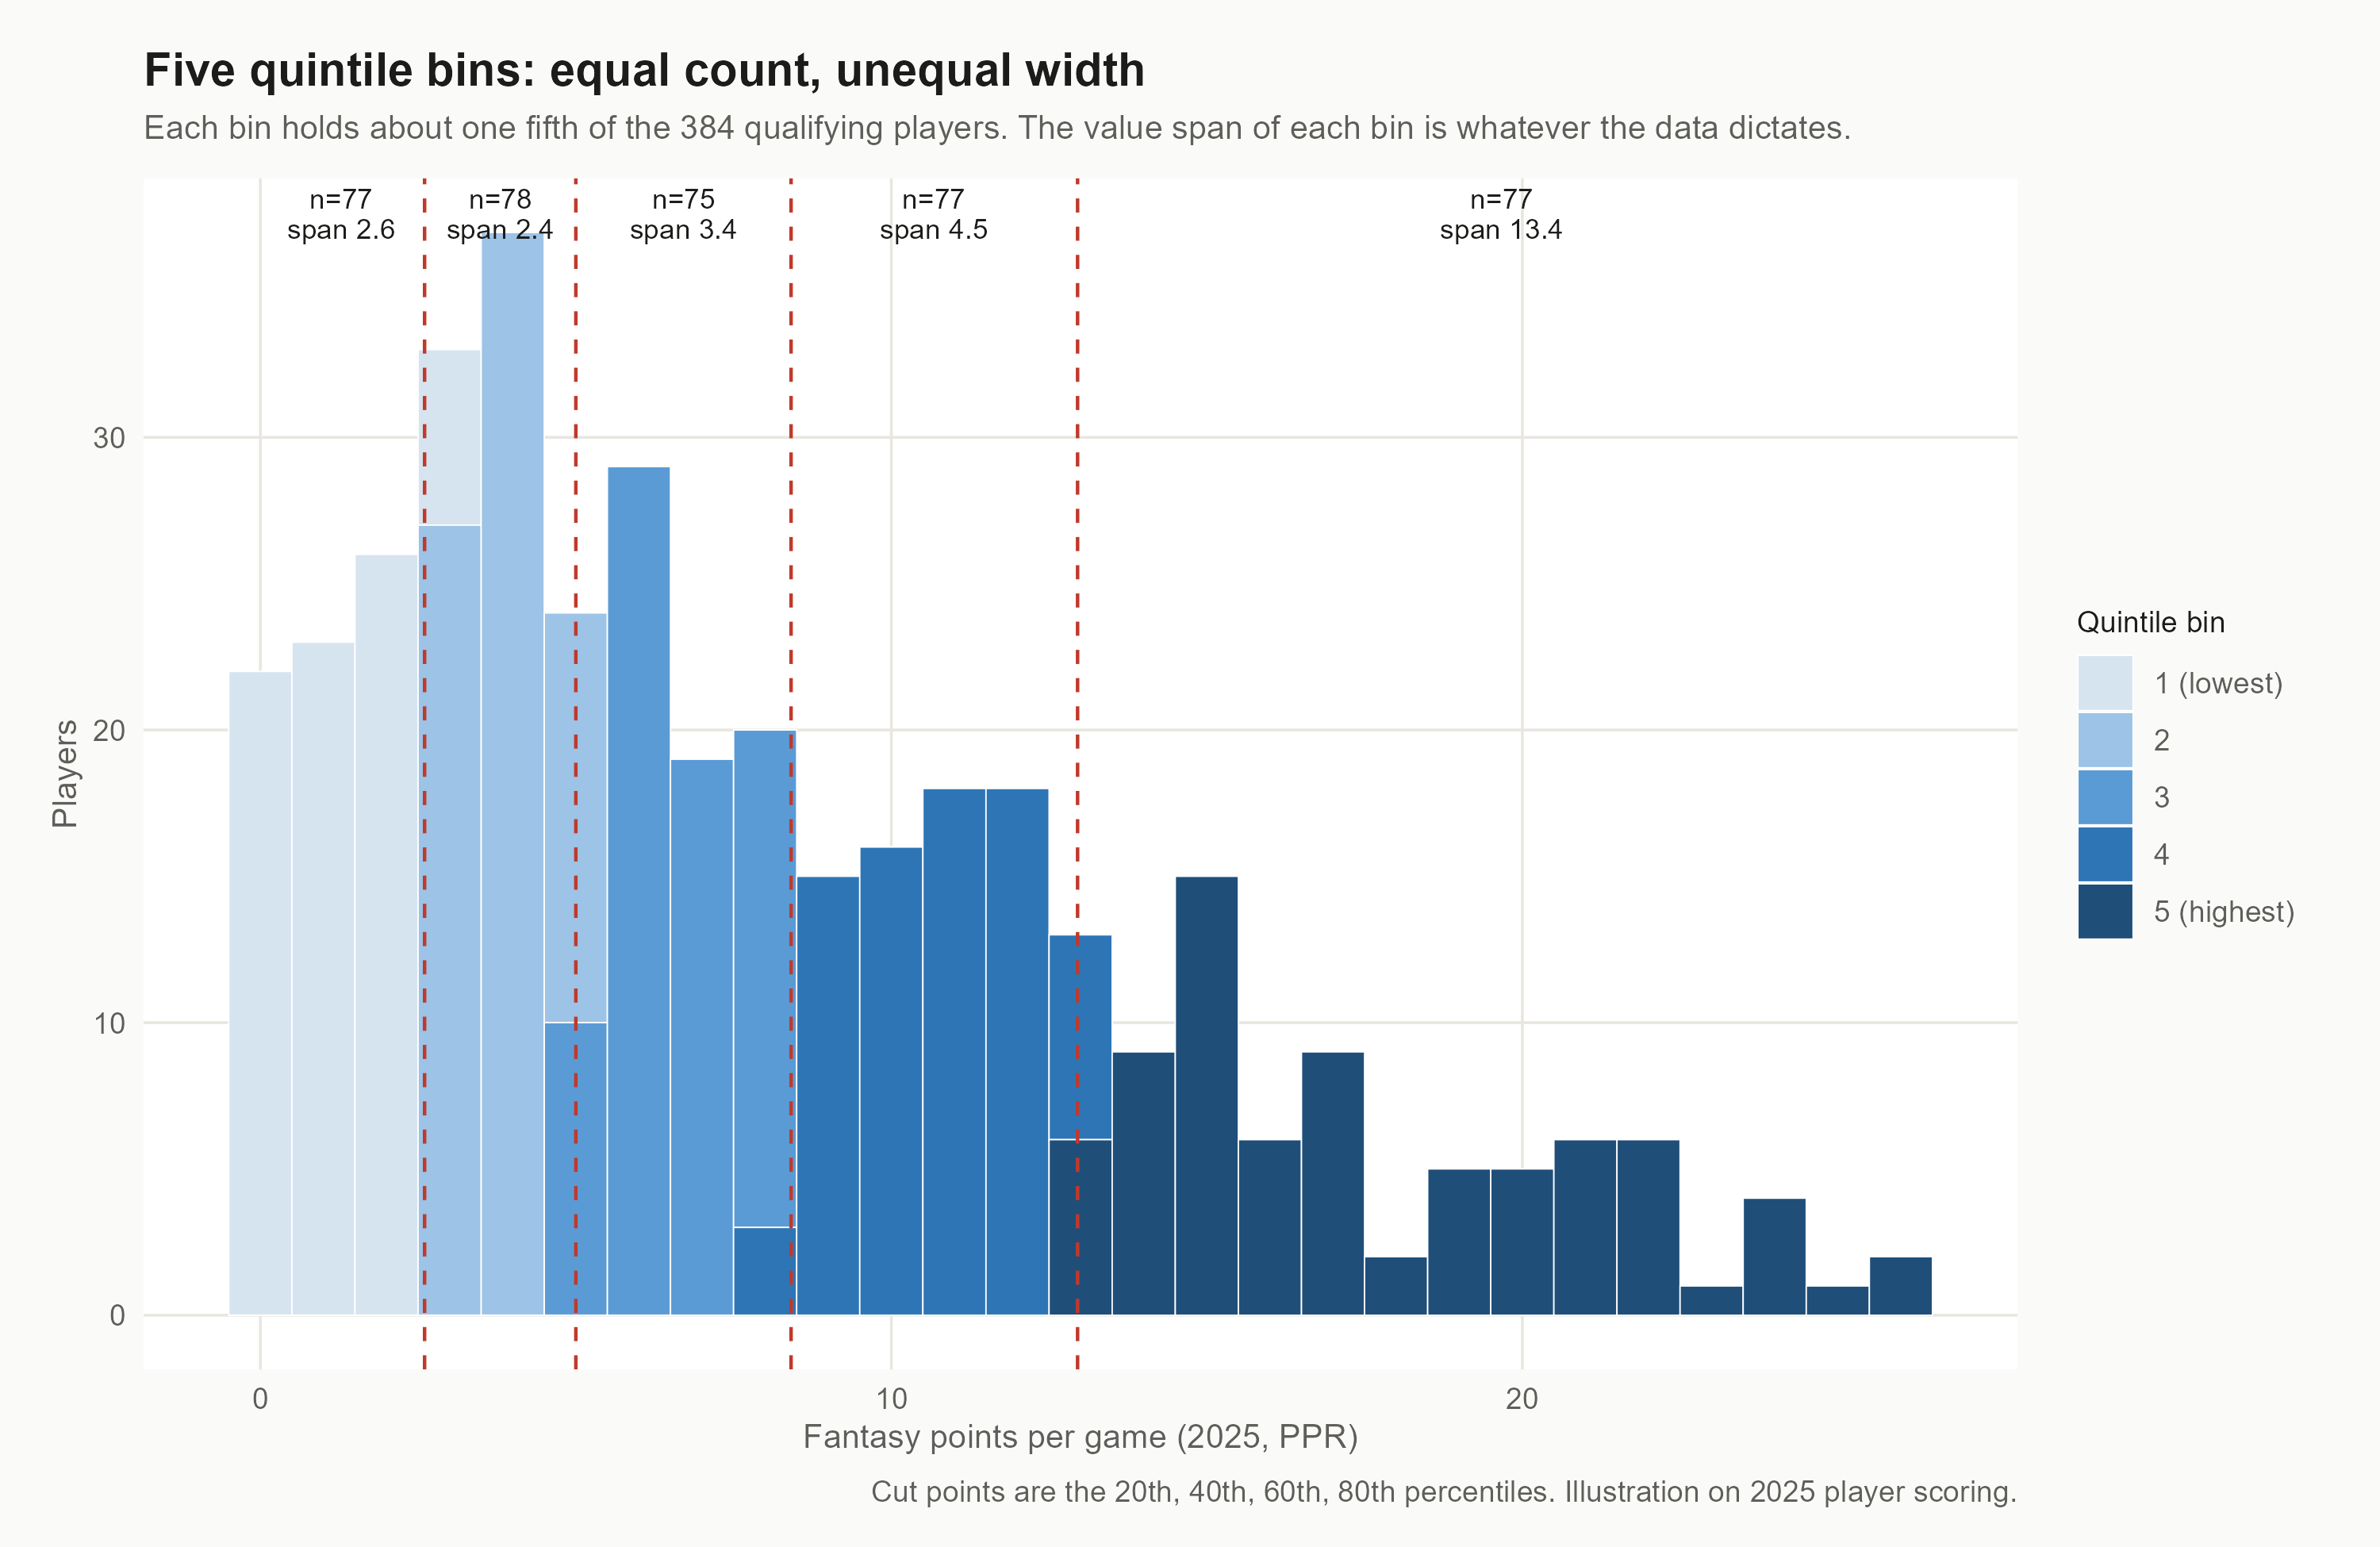 Five quintile bins: equal count, unequal width
Each bin holds about one fifth of the 384 qualifying players. The value span of each bin is whatever the data dictates.
n=77
span 2.6
n=78
span 2.4
n=75
span 3.4
n=77
span 4.5
n=77
span 13.4
30
20
10
0
Players
0
10
20
Fantasy points per game (2025, PPR)
Quintile bin
1 (lowest)
2
3
4
5 (highest)
Cut points are the 20th, 40th, 60th, 80th percentiles. Illustration on 2025 player scoring.